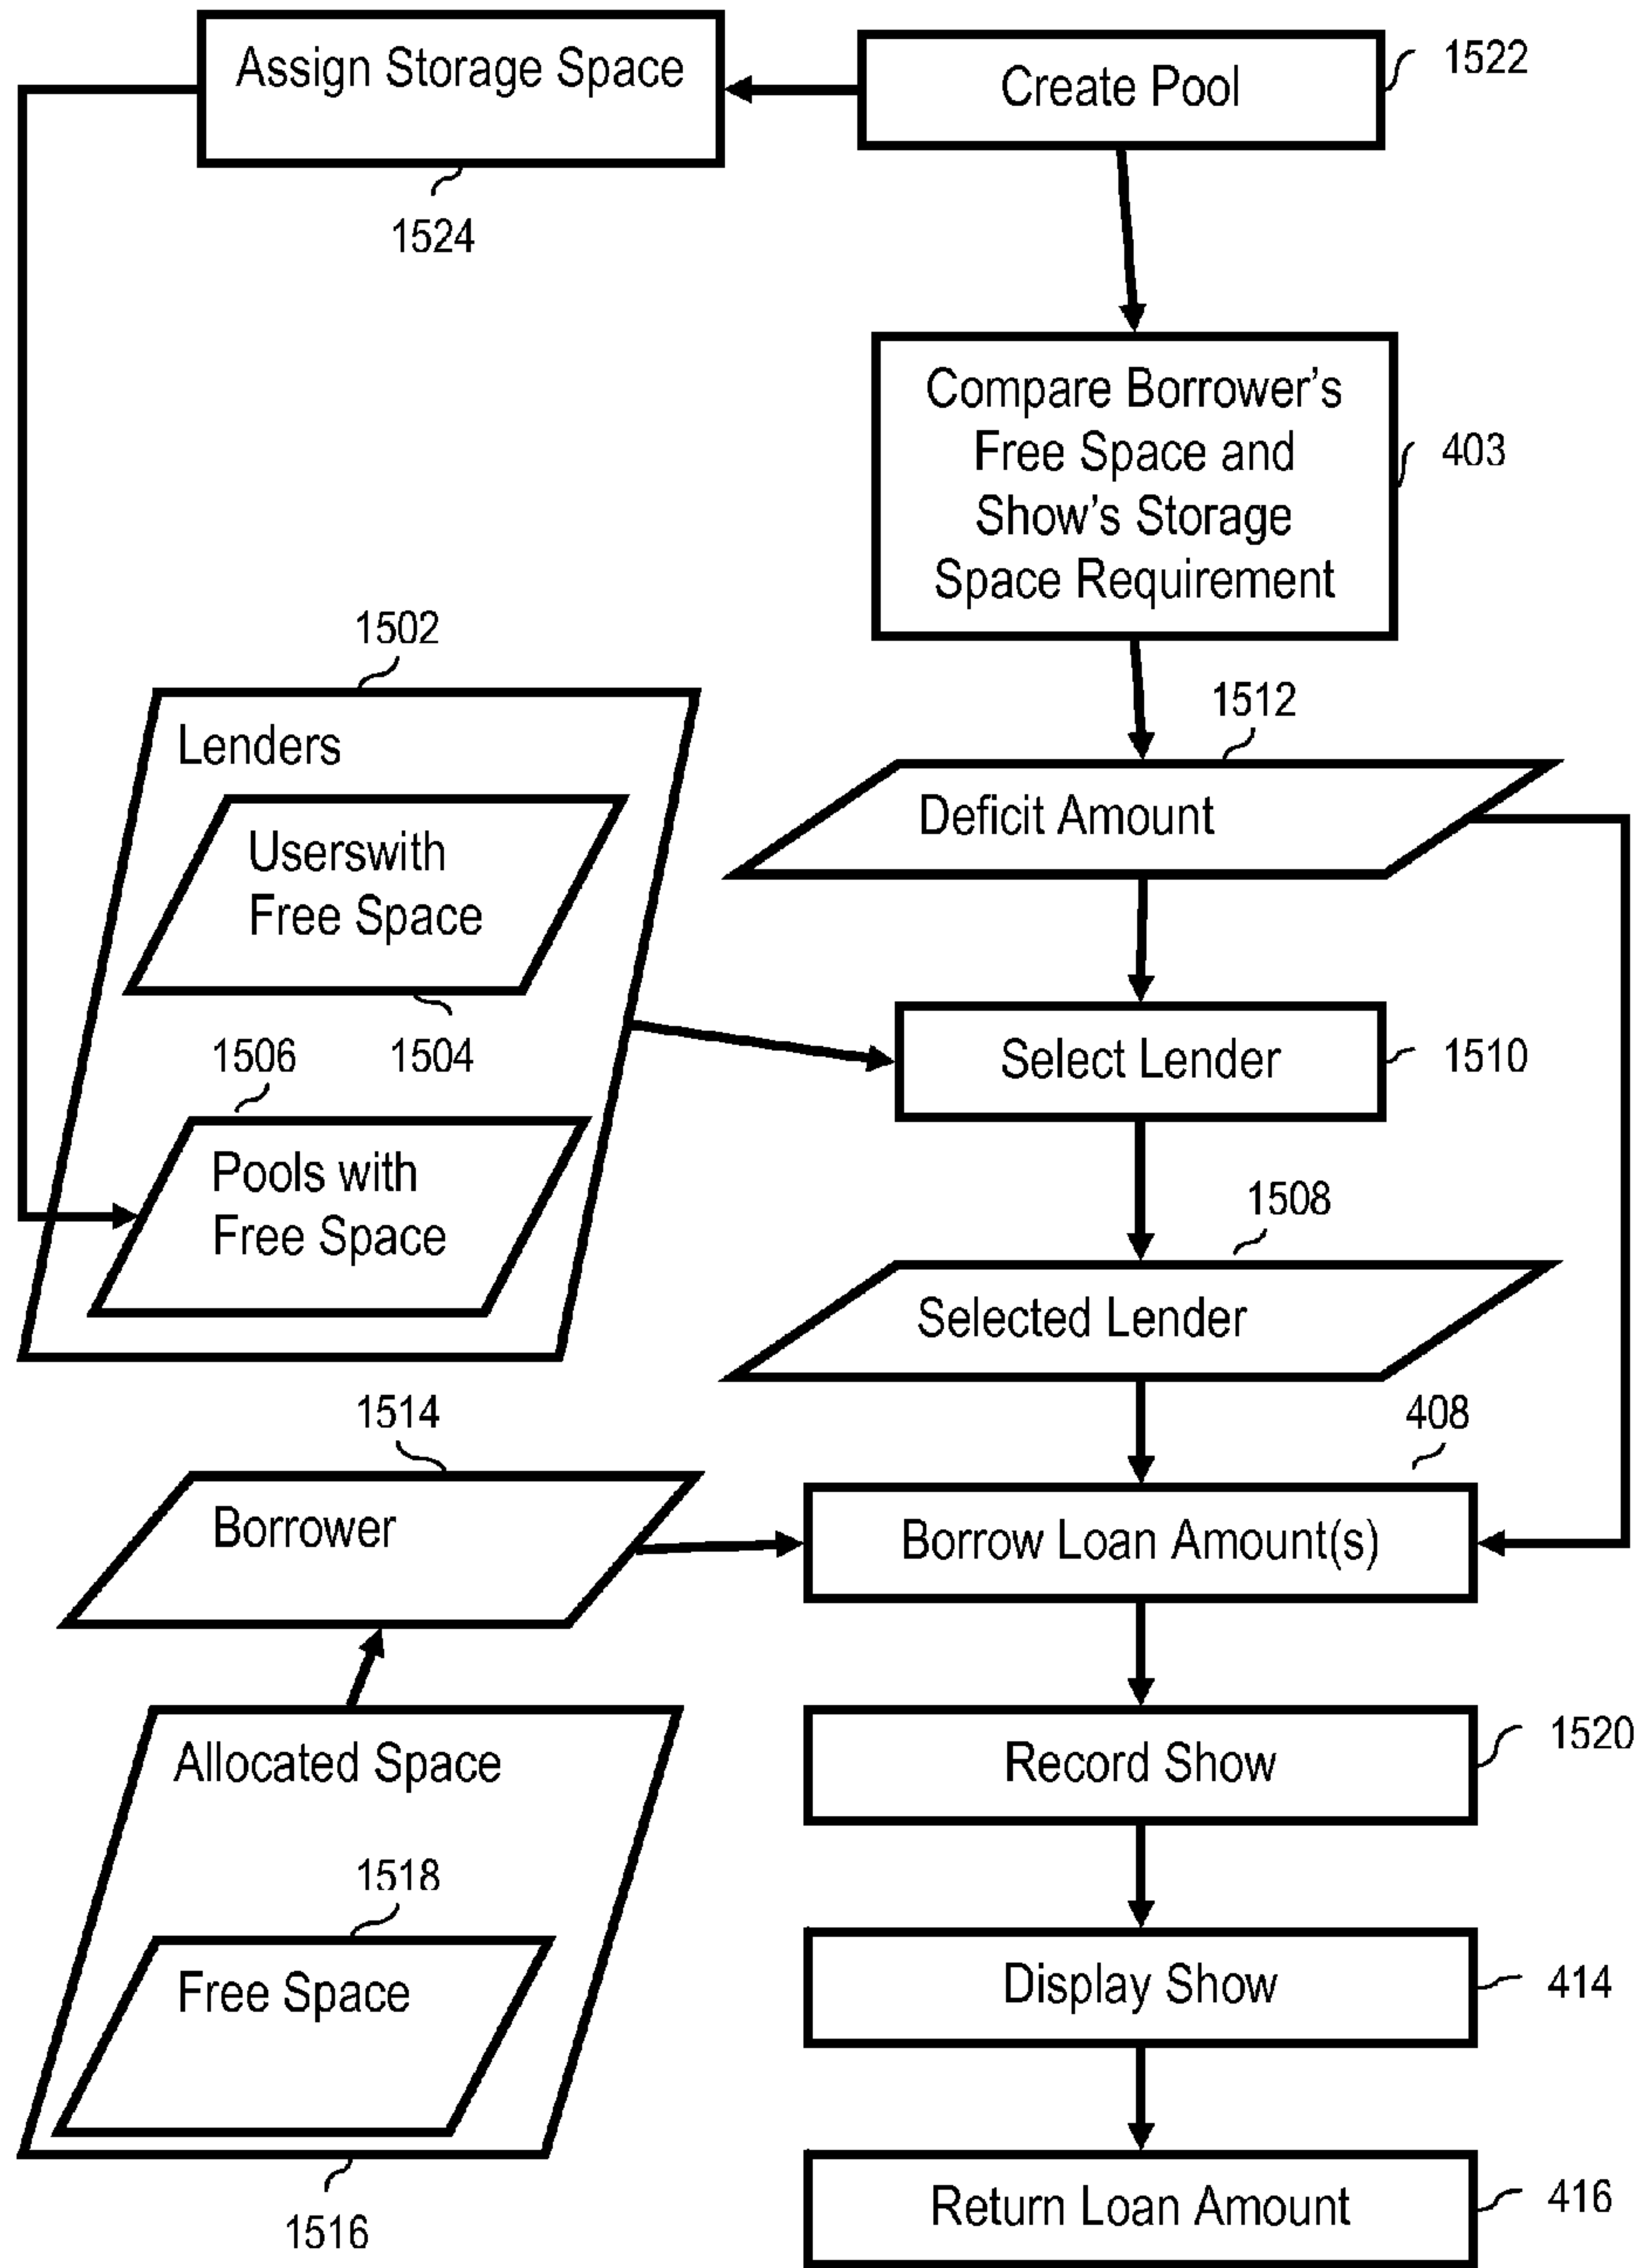 Assign Storage Space
1524
Create Pool
1522
Compare Borrower's
Free Space and
Show's Storage
Space Requirement
403
1502
Lenders
Userswith
Free Space
1504
1506
Pools with
Free Space
1512
Deficit Amount
Select Lender
1510
1508
Selected Lender
1514
Borrower
408
Borrow Loan Amount(s)
Allocated Space
1518
Free Space
1516
Record Show
1520
Display Show
414
Return Loan Amount
416